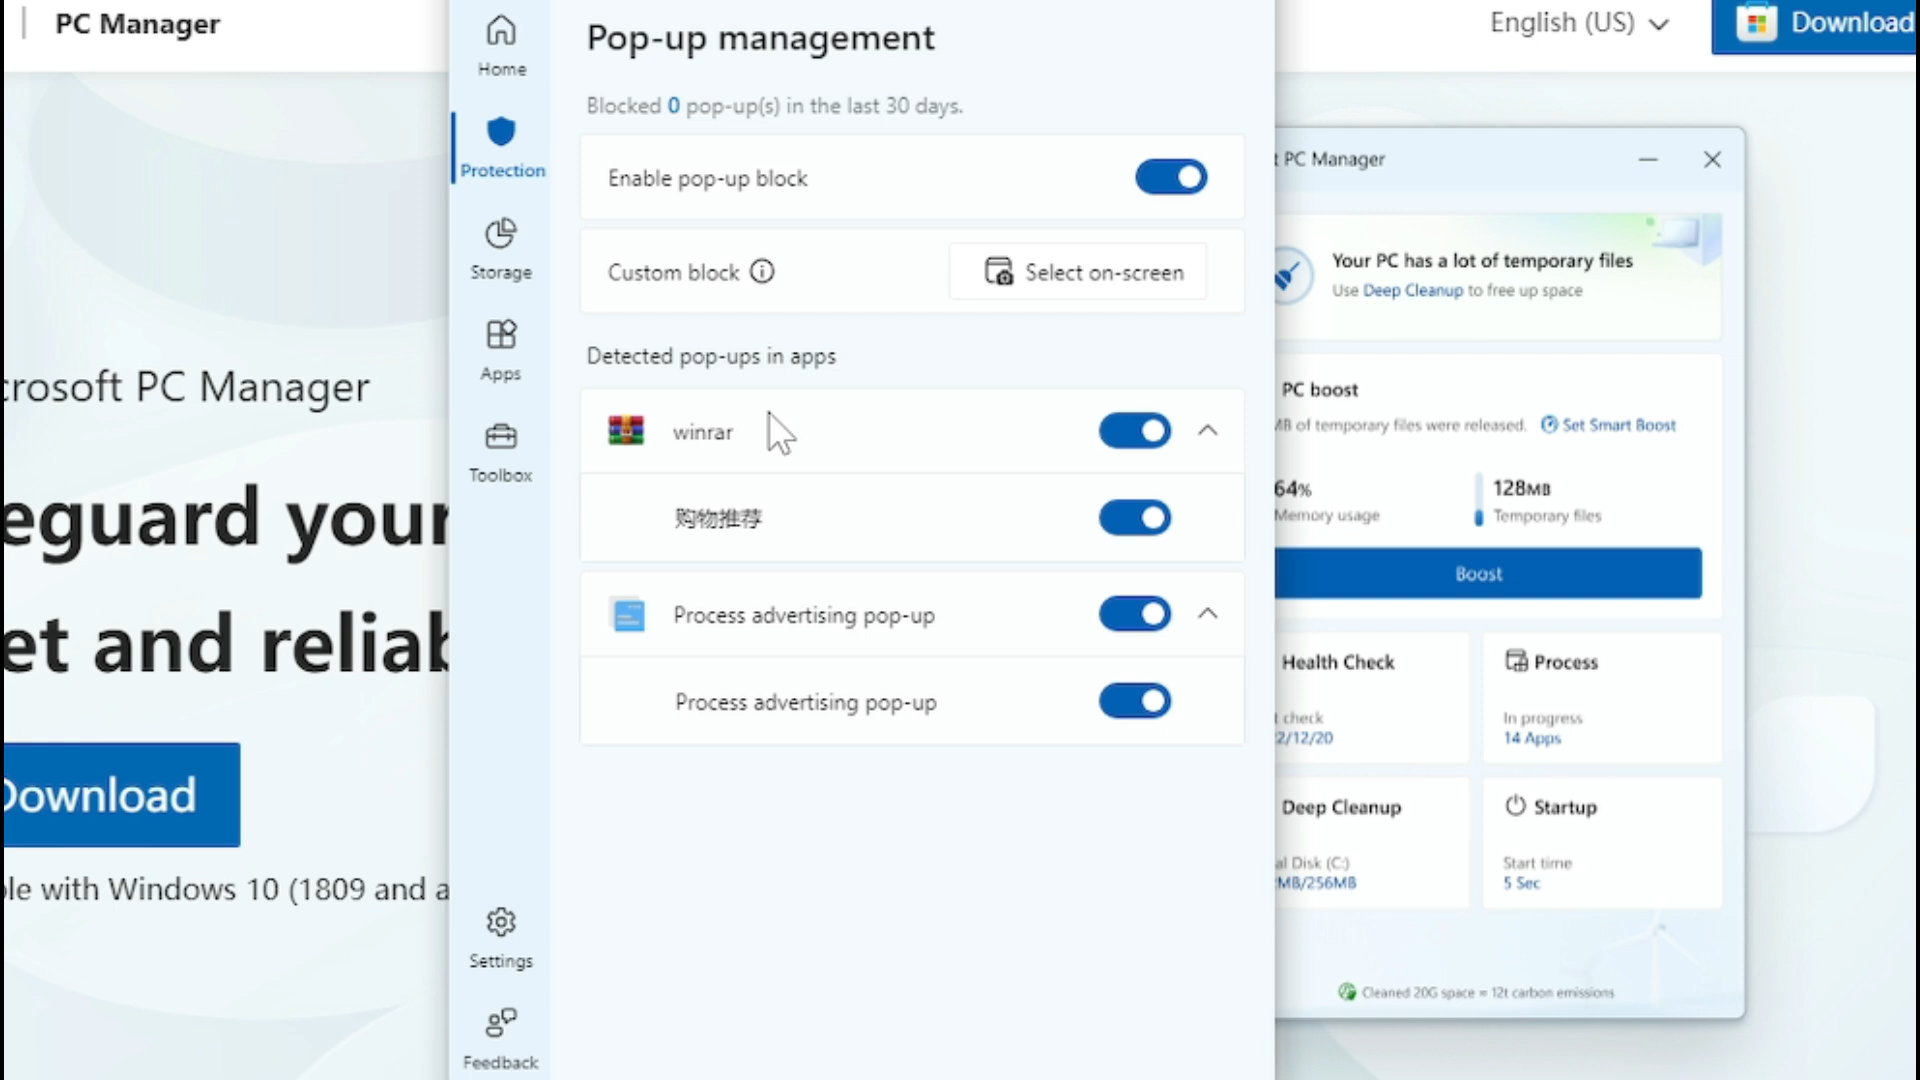 PC Manager
English (US)
Download
crosoft PC Manager
eguard your
et and reliab
Download
ble with Windows 10 (1809 and a
Home
Protection
Storage
Apps
Toolbox
Settings
Feedback
Pop-up management
Blocked 0 pop-up(s) in the last 30 days.
Enable pop-up block
Custom block
Select on-screen
Detected pop-ups in apps
winrar
购物推荐
Process advertising pop-up
Process advertising pop-up
t PC Manager
Your PC has a lot of temporary files
Use Deep Cleanup to free up space
PC boost
MB of temporary files were released. Set Smart Boost
64% 128MB
Memory usage Temporary files
Boost
Health Check
t check
2/12/20
Process
In progress
14 Apps
Deep Cleanup
al Disk (C:)
MB/256MB
Startup
Start time
5 Sec
Cleaned 20G space = 12t carbon emissions